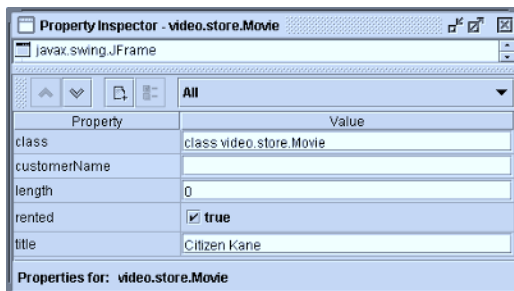 Property Inspector - video.store.Movie
javax.swing.JFrame
All
Property Value
class class video.store.Movie
customerName
length 0
rented true
title Citizen Kane
Properties for: video.store.Movie